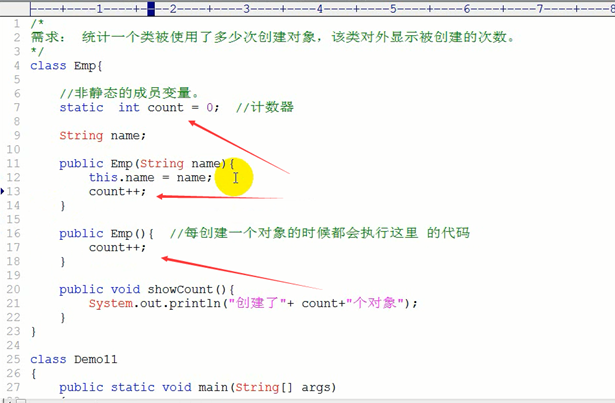 ----+----1----+----2----+----3----+----4----+----5----+----6----+----7----+----8
1 /*
2 需求： 统计一个类被使用了多少次创建对象，该类对外显示被创建的次数。
3 */
4 class Emp{
5
6 //非静态的成员变量。
7 static  int count = 0;  //计数器
8
9 String name;
10
11 public Emp(String name){
12 this.name = name;
13 count++;
14 }
15
16 public Emp(){  //每创建一个对象的时候都会执行这里 的代码
17 count++;
18 }
19
20 public void showCount(){
21 System.out.println("创建了"+ count+"个对象");
22 }
23 }
24
25 class Demo11
26 {
27 public static void main(String[] args)